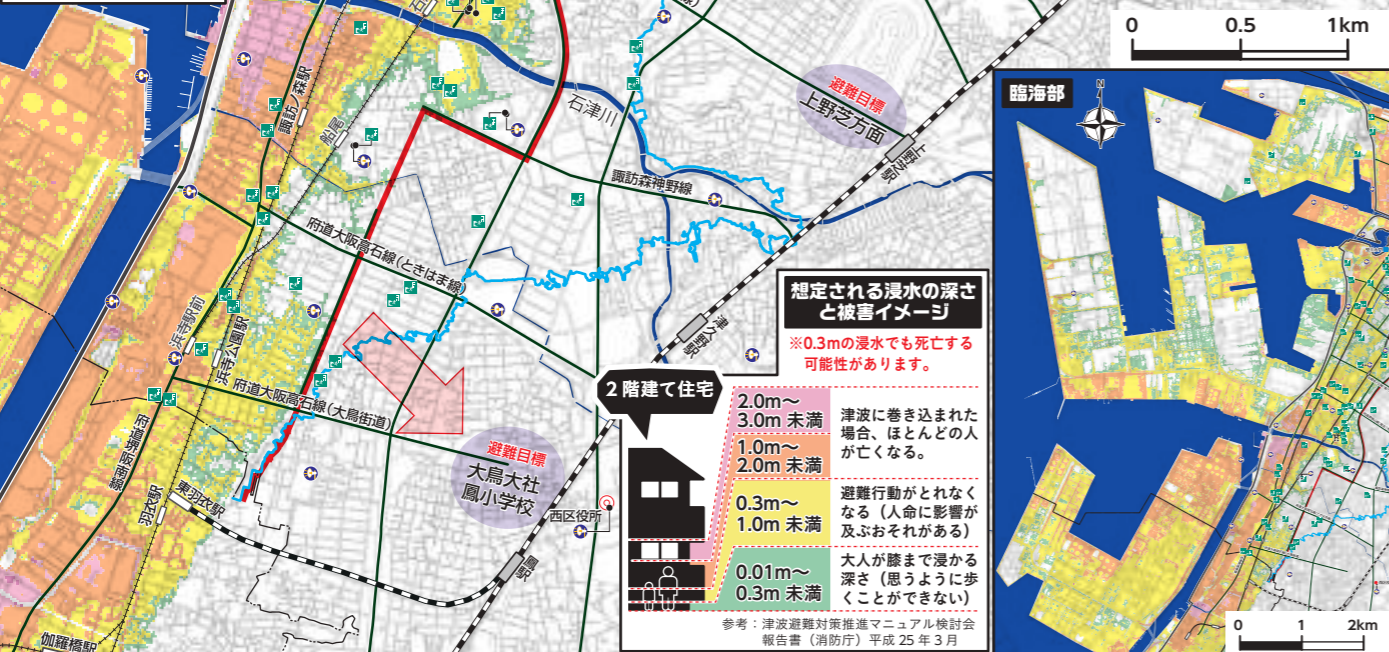 0 0.5 1km
臨海部
N
石津川
避難目標
上野芝方面
上野芝駅
諏訪ノ森駅
船尾
諏訪森神野線
府道大阪高石線(ときはま線)
浜寺駅前
浜寺公園駅
津久野駅
府道大阪高石線(大鳥街道)
府道堺阪南線
避難目標
大鳥大社
鳳小学校
西区役所
東羽衣駅
羽衣駅
鳳駅
伽羅橋駅
想定される浸水の深さ
と被害イメージ
※0.3mの浸水でも死亡する
可能性があります。
2階建て住宅
2.0m〜
3.0m 未満
津波に巻き込まれた
場合、ほとんどの人
が亡くなる。
1.0m〜
2.0m 未満
0.3m〜
1.0m 未満
避難行動がとれなく
なる(人命に影響が
及ぶおそれがある)
0.01m〜
0.3m 未満
大人が膝まで浸かる
深さ(思うように歩
くことができない)
参考:津波避難対策推進マニュアル検討会
報告書(消防庁)平成 25 年 3 月
0 1 2km